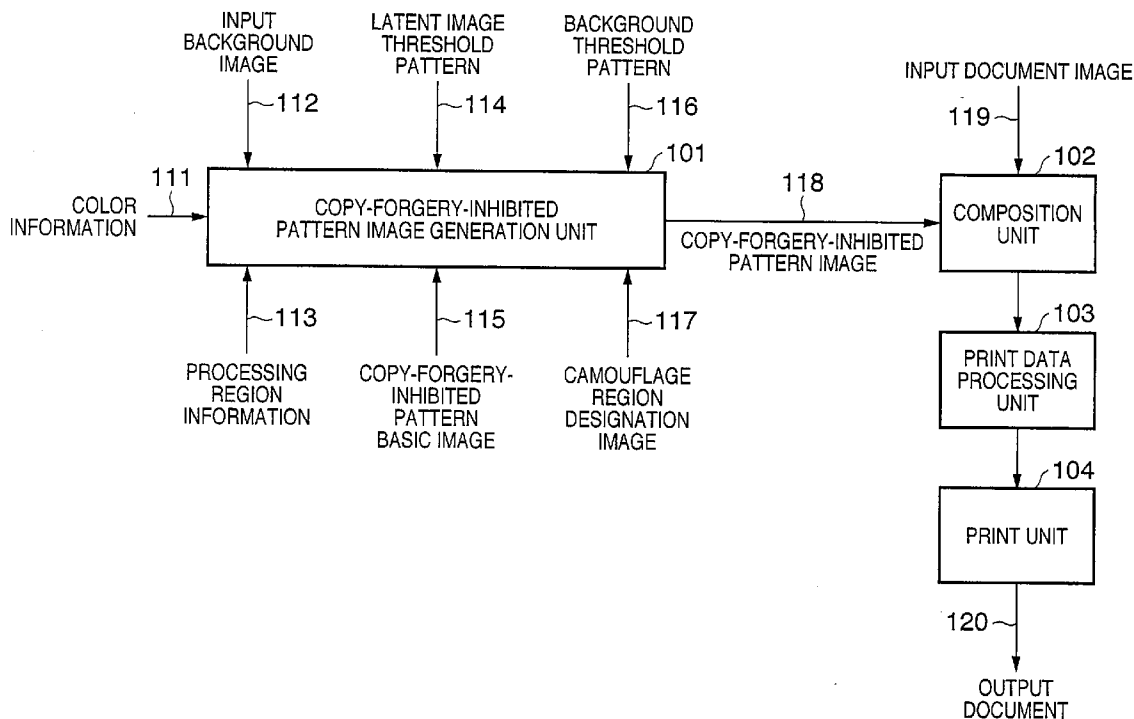 INPUT
BACKGROUND
IMAGE
112
LATENT IMAGE
THRESHOLD
PATTERN
114
BACKGROUND
THRESHOLD
PATTERN
116
INPUT DOCUMENT IMAGE
119
101
102
COLOR
INFORMATION
111
COPY-FORGERY-INHIBITED
PATTERN IMAGE GENERATION UNIT
118
COPY-FORGERY-INHIBITED
PATTERN IMAGE
COMPOSITION
UNIT
113
PROCESSING
REGION
INFORMATION
115
COPY-FORGERY-
INHIBITED
PATTERN
BASIC IMAGE
117
CAMOUFLAGE
REGION
DESIGNATION
IMAGE
103
PRINT DATA
PROCESSING
UNIT
104
PRINT UNIT
120
OUTPUT
DOCUMENT